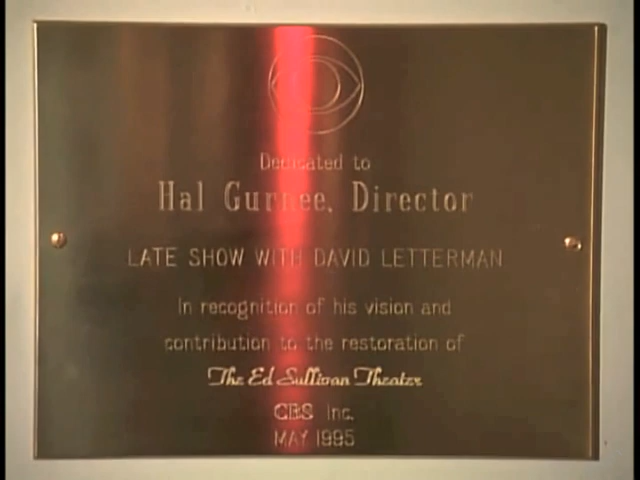 Dedicated to
Hal Gurnee, Director
LATE SHOW WITH DAVID LETTERMAN
In recognition of his vision and
contribution to the restoration of
The Ed Sullivan Theater
CBS Inc.
MAY 1995